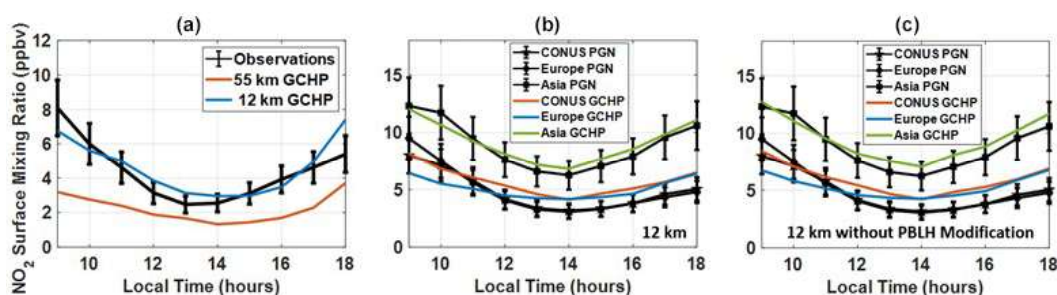 (a)
NO2 Surface Mixing Ratio (ppbv)
12
10
8
6
4
2
0
Observations
55 km GCHP
12 km GCHP
10 12 14 16 18
Local Time (hours)
(b)
15
10
5
0
CONUS PGN
Europe PGN
Asia PGN
CONUS GCHP
Europe GCHP
Asia GCHP
12 km
10 12 14 16 18
Local Time (hours)
(c)
15
10
5
0
CONUS PGN
Europe PGN
Asia PGN
CONUS GCHP
Europe GCHP
Asia GCHP
12 km without PBLH Modification
10 12 14 16 18
Local Time (hours)